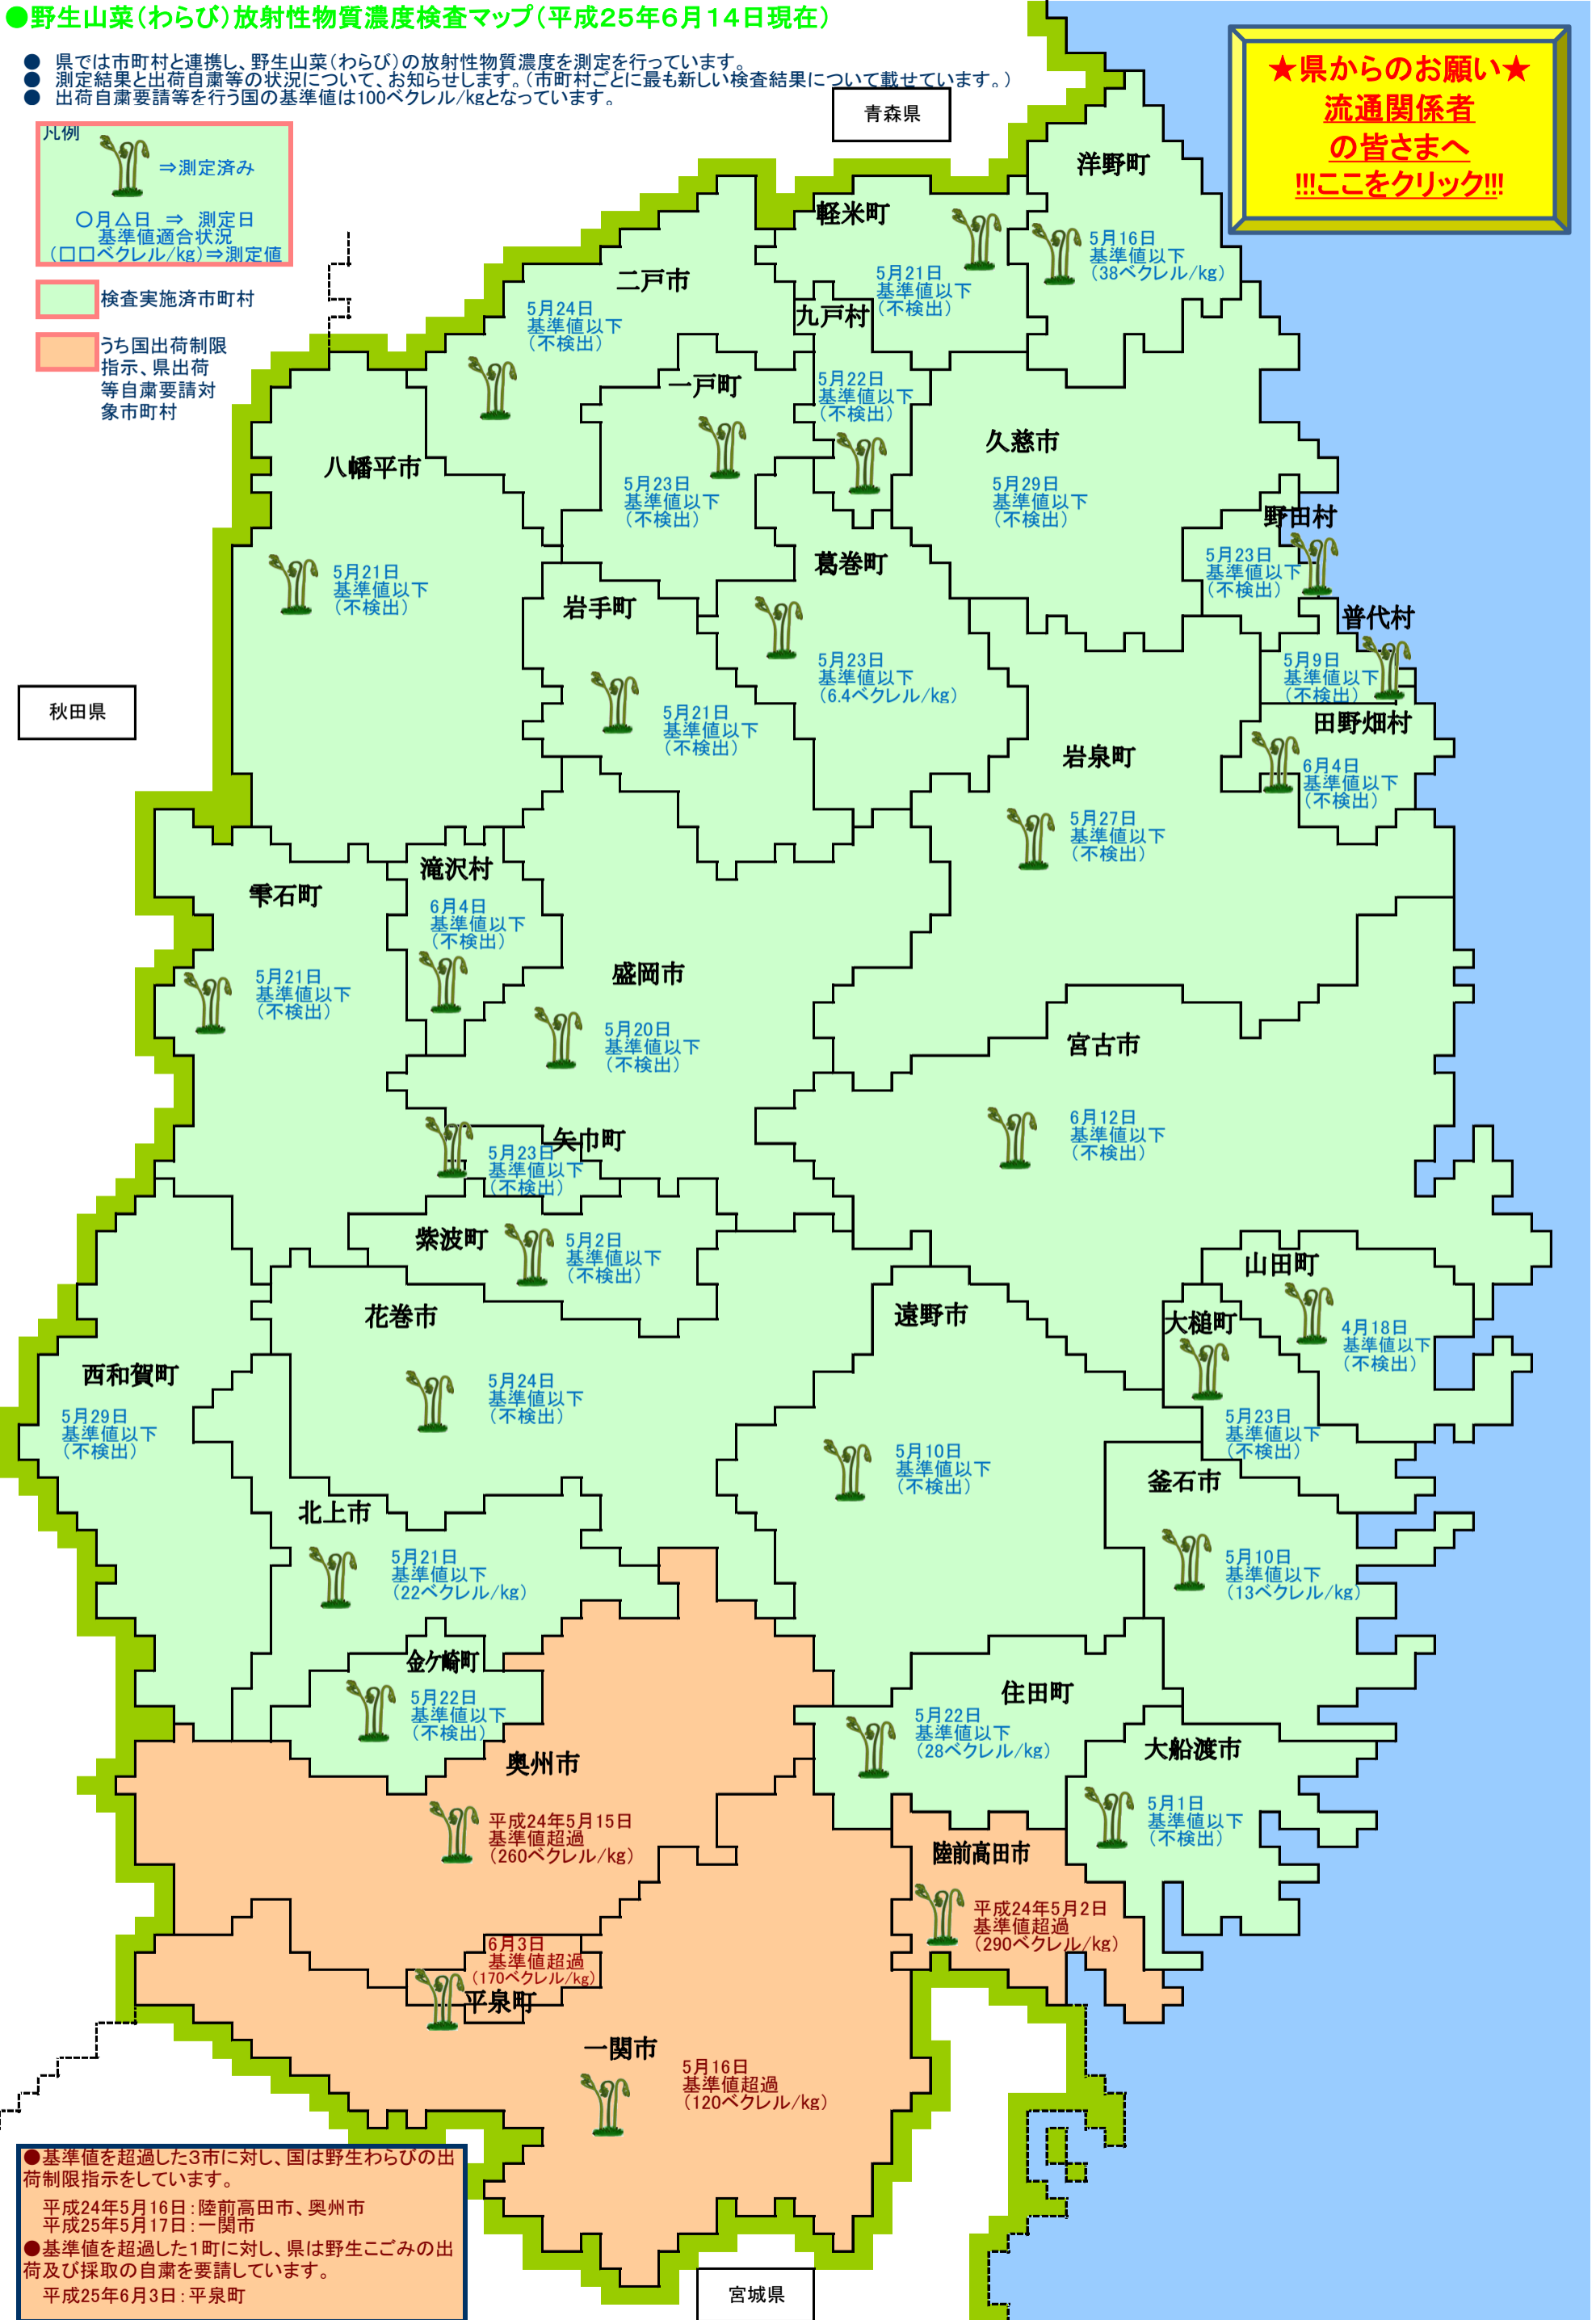 ●野生山菜(わらび)放射性物質濃度検査マップ(平成25年6月14日現在)
● 県では市町村と連携し、野生山菜(わらび)の放射性物質濃度を測定を行っています。
● 測定結果と出荷自粛等の状況について、お知らせします。(市町村ごとに最も新しい検査結果について載せています。)
● 出荷自粛要請等を行う国の基準値は100ベクレル/kgとなっています。
★県からのお願い★
流通関係者
の皆さまへ
!!!ここをクリック!!!
凡例
⇒測定済み
〇月△日 ⇒ 測定日
基準値適合状況
(□□ベクレル/kg)⇒測定値
検査実施済市町村
うち国出荷制限
指示、県出荷
等自粛要請対
象市町村
青森県
洋野町
5月16日
基準値以下
(38ベクレル/kg)
軽米町
5月21日
基準値以下
(不検出)
二戸市
5月24日
基準値以下
(不検出)
九戸村
5月22日
基準値以下
(不検出)
一戸町
5月23日
基準値以下
(不検出)
久慈市
5月29日
基準値以下
(不検出)
八幡平市
5月21日
基準値以下
(不検出)
野田村
5月23日
基準値以下
(不検出)
葛巻町
5月23日
基準値以下
(6.4ベクレル/kg)
岩手町
5月21日
基準値以下
(不検出)
普代村
5月9日
基準値以下
(不検出)
秋田県
田野畑村
6月4日
基準値以下
(不検出)
岩泉町
5月27日
基準値以下
(不検出)
滝沢村
6月4日
基準値以下
(不検出)
雫石町
5月21日
基準値以下
(不検出)
盛岡市
5月20日
基準値以下
(不検出)
宮古市
6月12日
基準値以下
(不検出)
矢巾町
5月23日
基準値以下
(不検出)
紫波町
5月2日
基準値以下
(不検出)
山田町
4月18日
基準値以下
(不検出)
花巻市
5月24日
基準値以下
(不検出)
遠野市
5月10日
基準値以下
(不検出)
大槌町
5月23日
基準値以下
(不検出)
西和賀町
5月29日
基準値以下
(不検出)
釜石市
5月10日
基準値以下
(13ベクレル/kg)
北上市
5月21日
基準値以下
(22ベクレル/kg)
金ケ崎町
5月22日
基準値以下
(不検出)
住田町
5月22日
基準値以下
(28ベクレル/kg)
大船渡市
5月1日
基準値以下
(不検出)
奥州市
平成24年5月15日
基準値超過
(260ベクレル/kg)
陸前高田市
平成24年5月2日
基準値超過
(290ベクレル/kg)
6月3日
基準値超過
(170ベクレル/kg)
平泉町
一関市
5月16日
基準値超過
(120ベクレル/kg)
●基準値を超過した3市に対し、国は野生わらびの出
荷制限指示をしています。
平成24年5月16日:陸前高田市、奥州市
平成25年5月17日:一関市
●基準値を超過した1町に対し、県は野生こごみの出
荷及び採取の自粛を要請しています。
平成25年6月3日:平泉町
宮城県